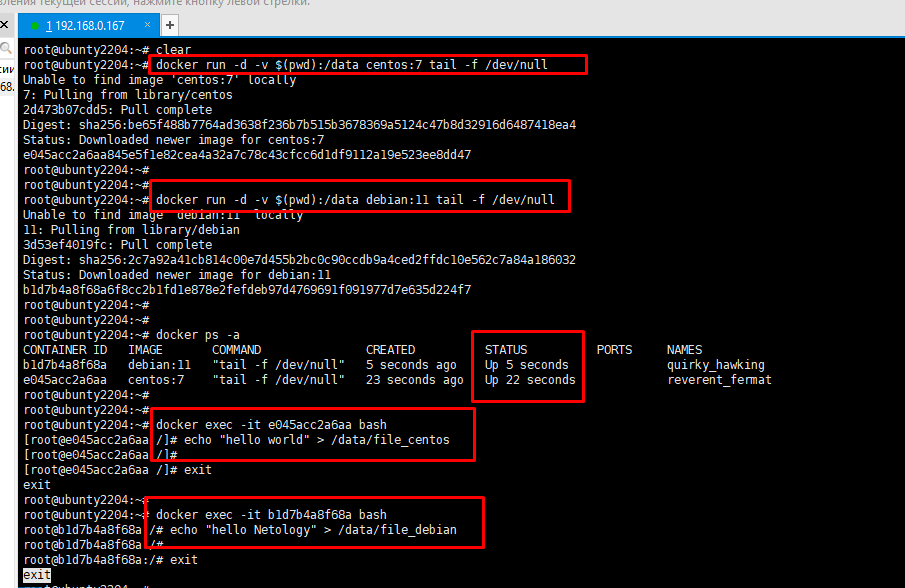 вления текущей сессии, нажмите кнопку левой стрелки.
1 192.168.0.167 × +
сии
68.
root@ubunty2204:~# clear
root@ubunty2204:~# docker run -d -v $(pwd):/data centos:7 tail -f /dev/null
Unable to find image 'centos:7' locally
7: Pulling from library/centos
2d473b07cdd5: Pull complete
Digest: sha256:be65f488b7764ad3638f236b7b515b3678369a5124c47b8d32916d6487418ea4
Status: Downloaded newer image for centos:7
e045acc2a6aa845e5f1e82cea4a32a7c78c43cfcc6d1df9112a19e523ee8dd47
root@ubunty2204:~#
root@ubunty2204:~#
root@ubunty2204:~# docker run -d -v $(pwd):/data debian:11 tail -f /dev/null
Unable to find image 'debian:11' locally
11: Pulling from library/debian
3d53ef4019fc: Pull complete
Digest: sha256:2c7a92a41cb814c00e7d455b2bc0c90ccdb9a4ced2ffdc10e562c7a84a186032
Status: Downloaded newer image for debian:11
b1d7b4a8f68a6f8cc2b1fd1e878e2fefdeb97d4769691f091977d7e635d224f7
root@ubunty2204:~#
root@ubunty2204:~#
root@ubunty2204:~# docker ps -a
CONTAINER ID IMAGE COMMAND CREATED STATUS PORTS NAMES
b1d7b4a8f68a debian:11 "tail -f /dev/null" 5 seconds ago Up 5 seconds quirky_hawking
e045acc2a6aa centos:7 "tail -f /dev/null" 23 seconds ago Up 22 seconds reverent_fermat
root@ubunty2204:~#
root@ubunty2204:~#
root@ubunty2204:~# docker exec -it e045acc2a6aa bash
[root@e045acc2a6aa /]# echo "hello world" > /data/file_centos
[root@e045acc2a6aa /]#
[root@e045acc2a6aa /]# exit
exit
root@ubunty2204:~#
root@ubunty2204:~# docker exec -it b1d7b4a8f68a bash
root@b1d7b4a8f68a:/# echo "hello Netology" > /data/file_debian
root@b1d7b4a8f68a:/#
root@b1d7b4a8f68a:/# exit
exit